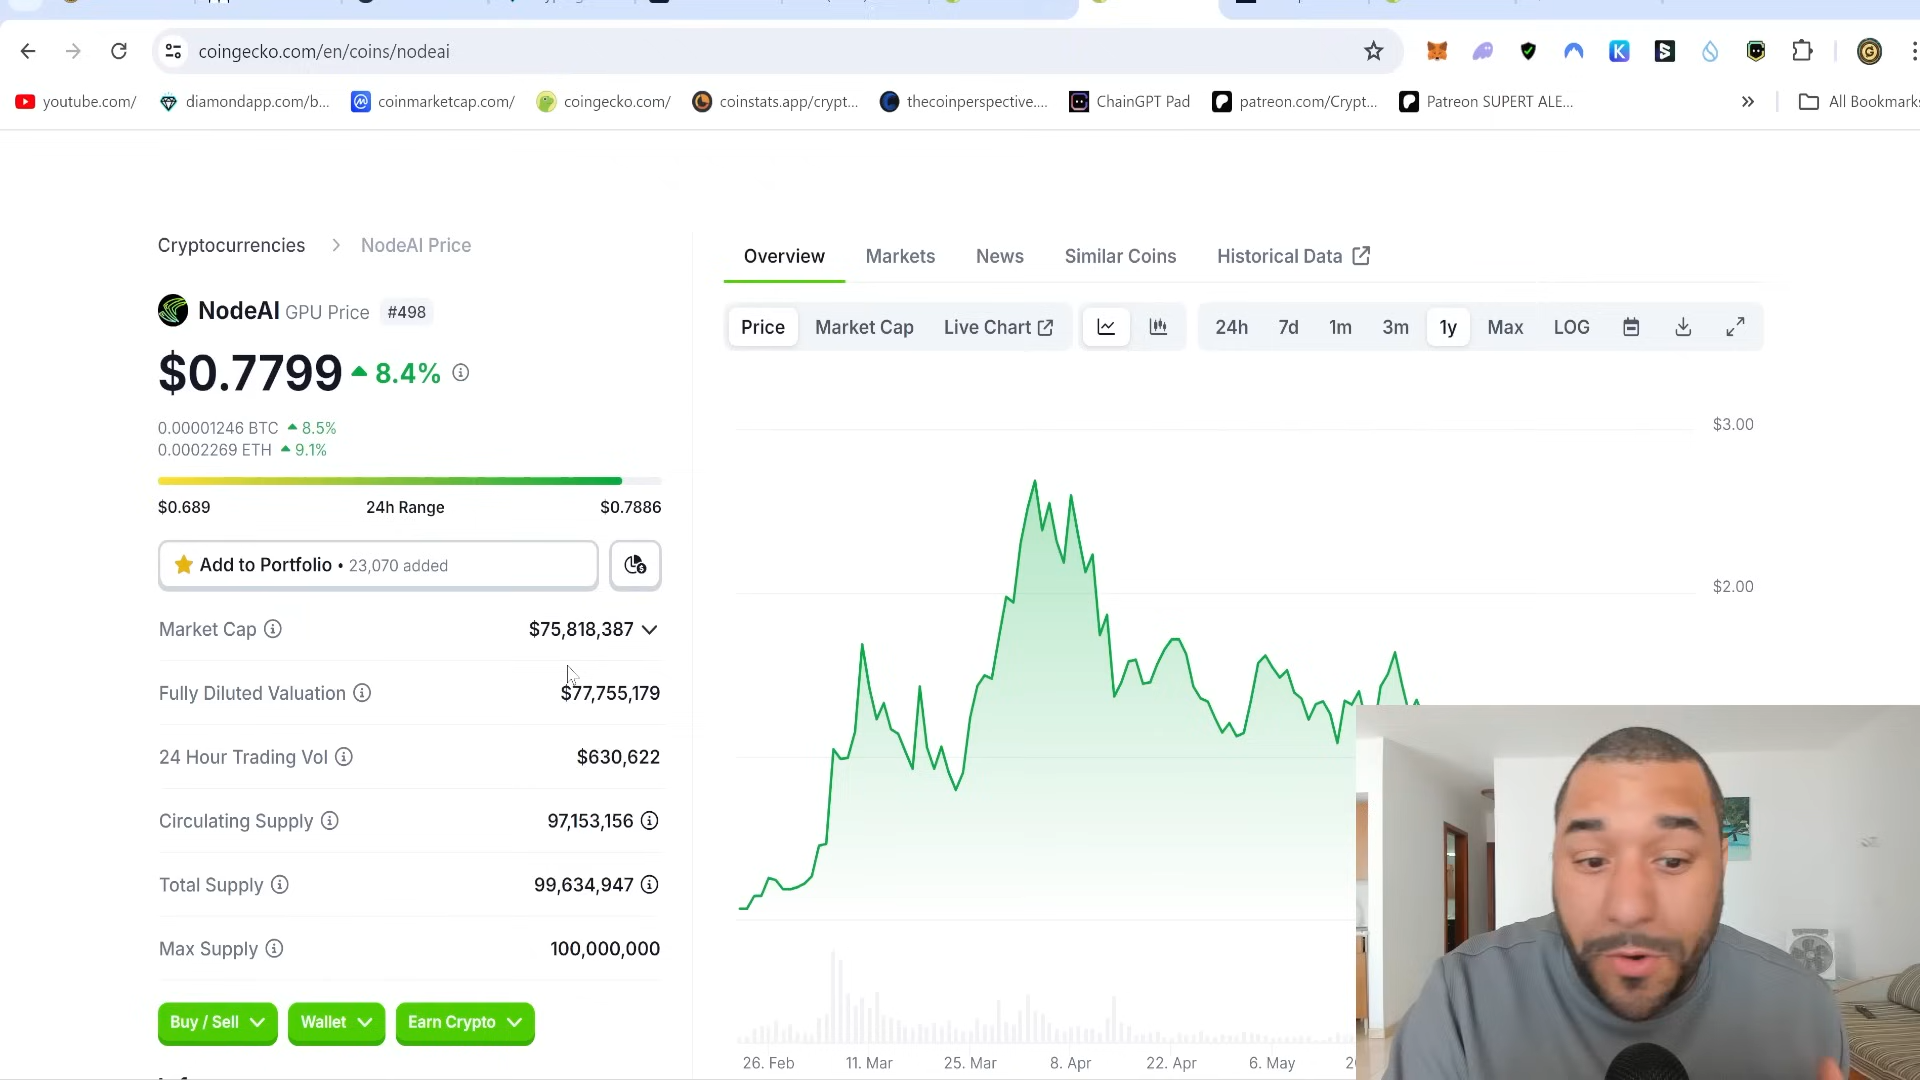 coingecko.com/en/coins/nodeai
youtube.com/ diamondapp.com/b... coinmarketcap.com/ coingecko.com/ coinstats.app/crypt... thecoinperspective.... ChainGPT Pad patreon.com/Crypt... Patreon SUPERT ALE... » All Bookmarks
Cryptocurrencies > NodeAI Price
NodeAI GPU Price #498
$0.7799 8.4%
0.00001246 BTC 8.5%
0.0002269 ETH 9.1%
$0.689 24h Range $0.7886
Add to Portfolio • 23,070 added
Market Cap $75,818,387
Fully Diluted Valuation $77,755,179
24 Hour Trading Vol $630,622
Circulating Supply 97,153,156
Total Supply 99,634,947
Max Supply 100,000,000
Buy / Sell Wallet Earn Crypto
Overview Markets News Similar Coins Historical Data
Price Market Cap Live Chart 24h 7d 1m 3m 1y Max LOG
$3.00
$2.00
26. Feb 11. Mar 25. Mar 8. Apr 22. Apr 6. May